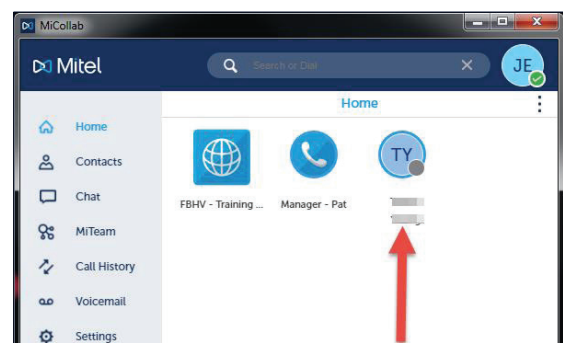 MiCollab
Mitel
Search or Dial
JE
Home
Home
Contacts
Chat
MiTeam
Call History
Voicemail
Settings
TY
FBHV - Training ...
Manager - Pat